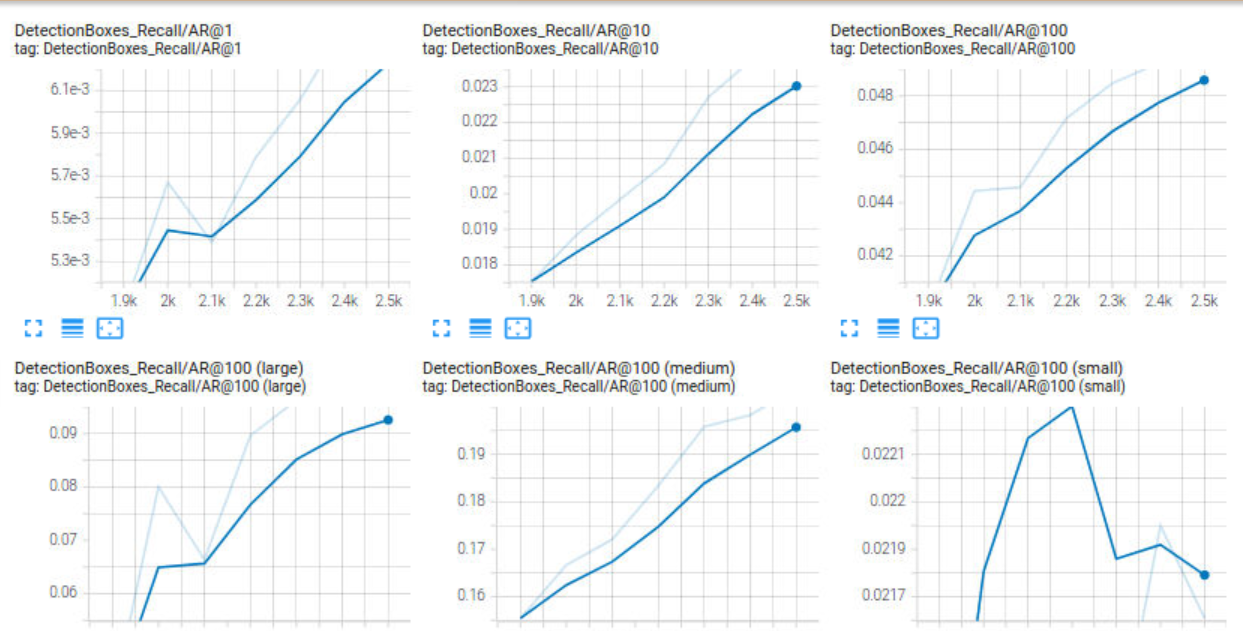 DetectionBoxes_Recall/AR@1
tag: DetectionBoxes_Recall/AR@1
6.1e-3
5.9e-3
5.7e-3
5.5e-3
5.3e-3
1.9k 2k 2.1k 2.2k 2.3k 2.4k 2.5k
DetectionBoxes_Recall/AR@10
tag: DetectionBoxes_Recall/AR@10
0.023
0.022
0.021
0.02
0.019
0.018
1.9k 2k 2.1k 2.2k 2.3k 2.4k 2.5k
DetectionBoxes_Recall/AR@100
tag: DetectionBoxes_Recall/AR@100
0.048
0.046
0.044
0.042
1.9k 2k 2.1k 2.2k 2.3k 2.4k 2.5k
DetectionBoxes_Recall/AR@100 (large)
tag: DetectionBoxes_Recall/AR@100 (large)
0.09
0.08
0.07
0.06
DetectionBoxes_Recall/AR@100 (medium)
tag: DetectionBoxes_Recall/AR@100 (medium)
0.19
0.18
0.17
0.16
DetectionBoxes_Recall/AR@100 (small)
tag: DetectionBoxes_Recall/AR@100 (small)
0.0221
0.022
0.0219
0.0217